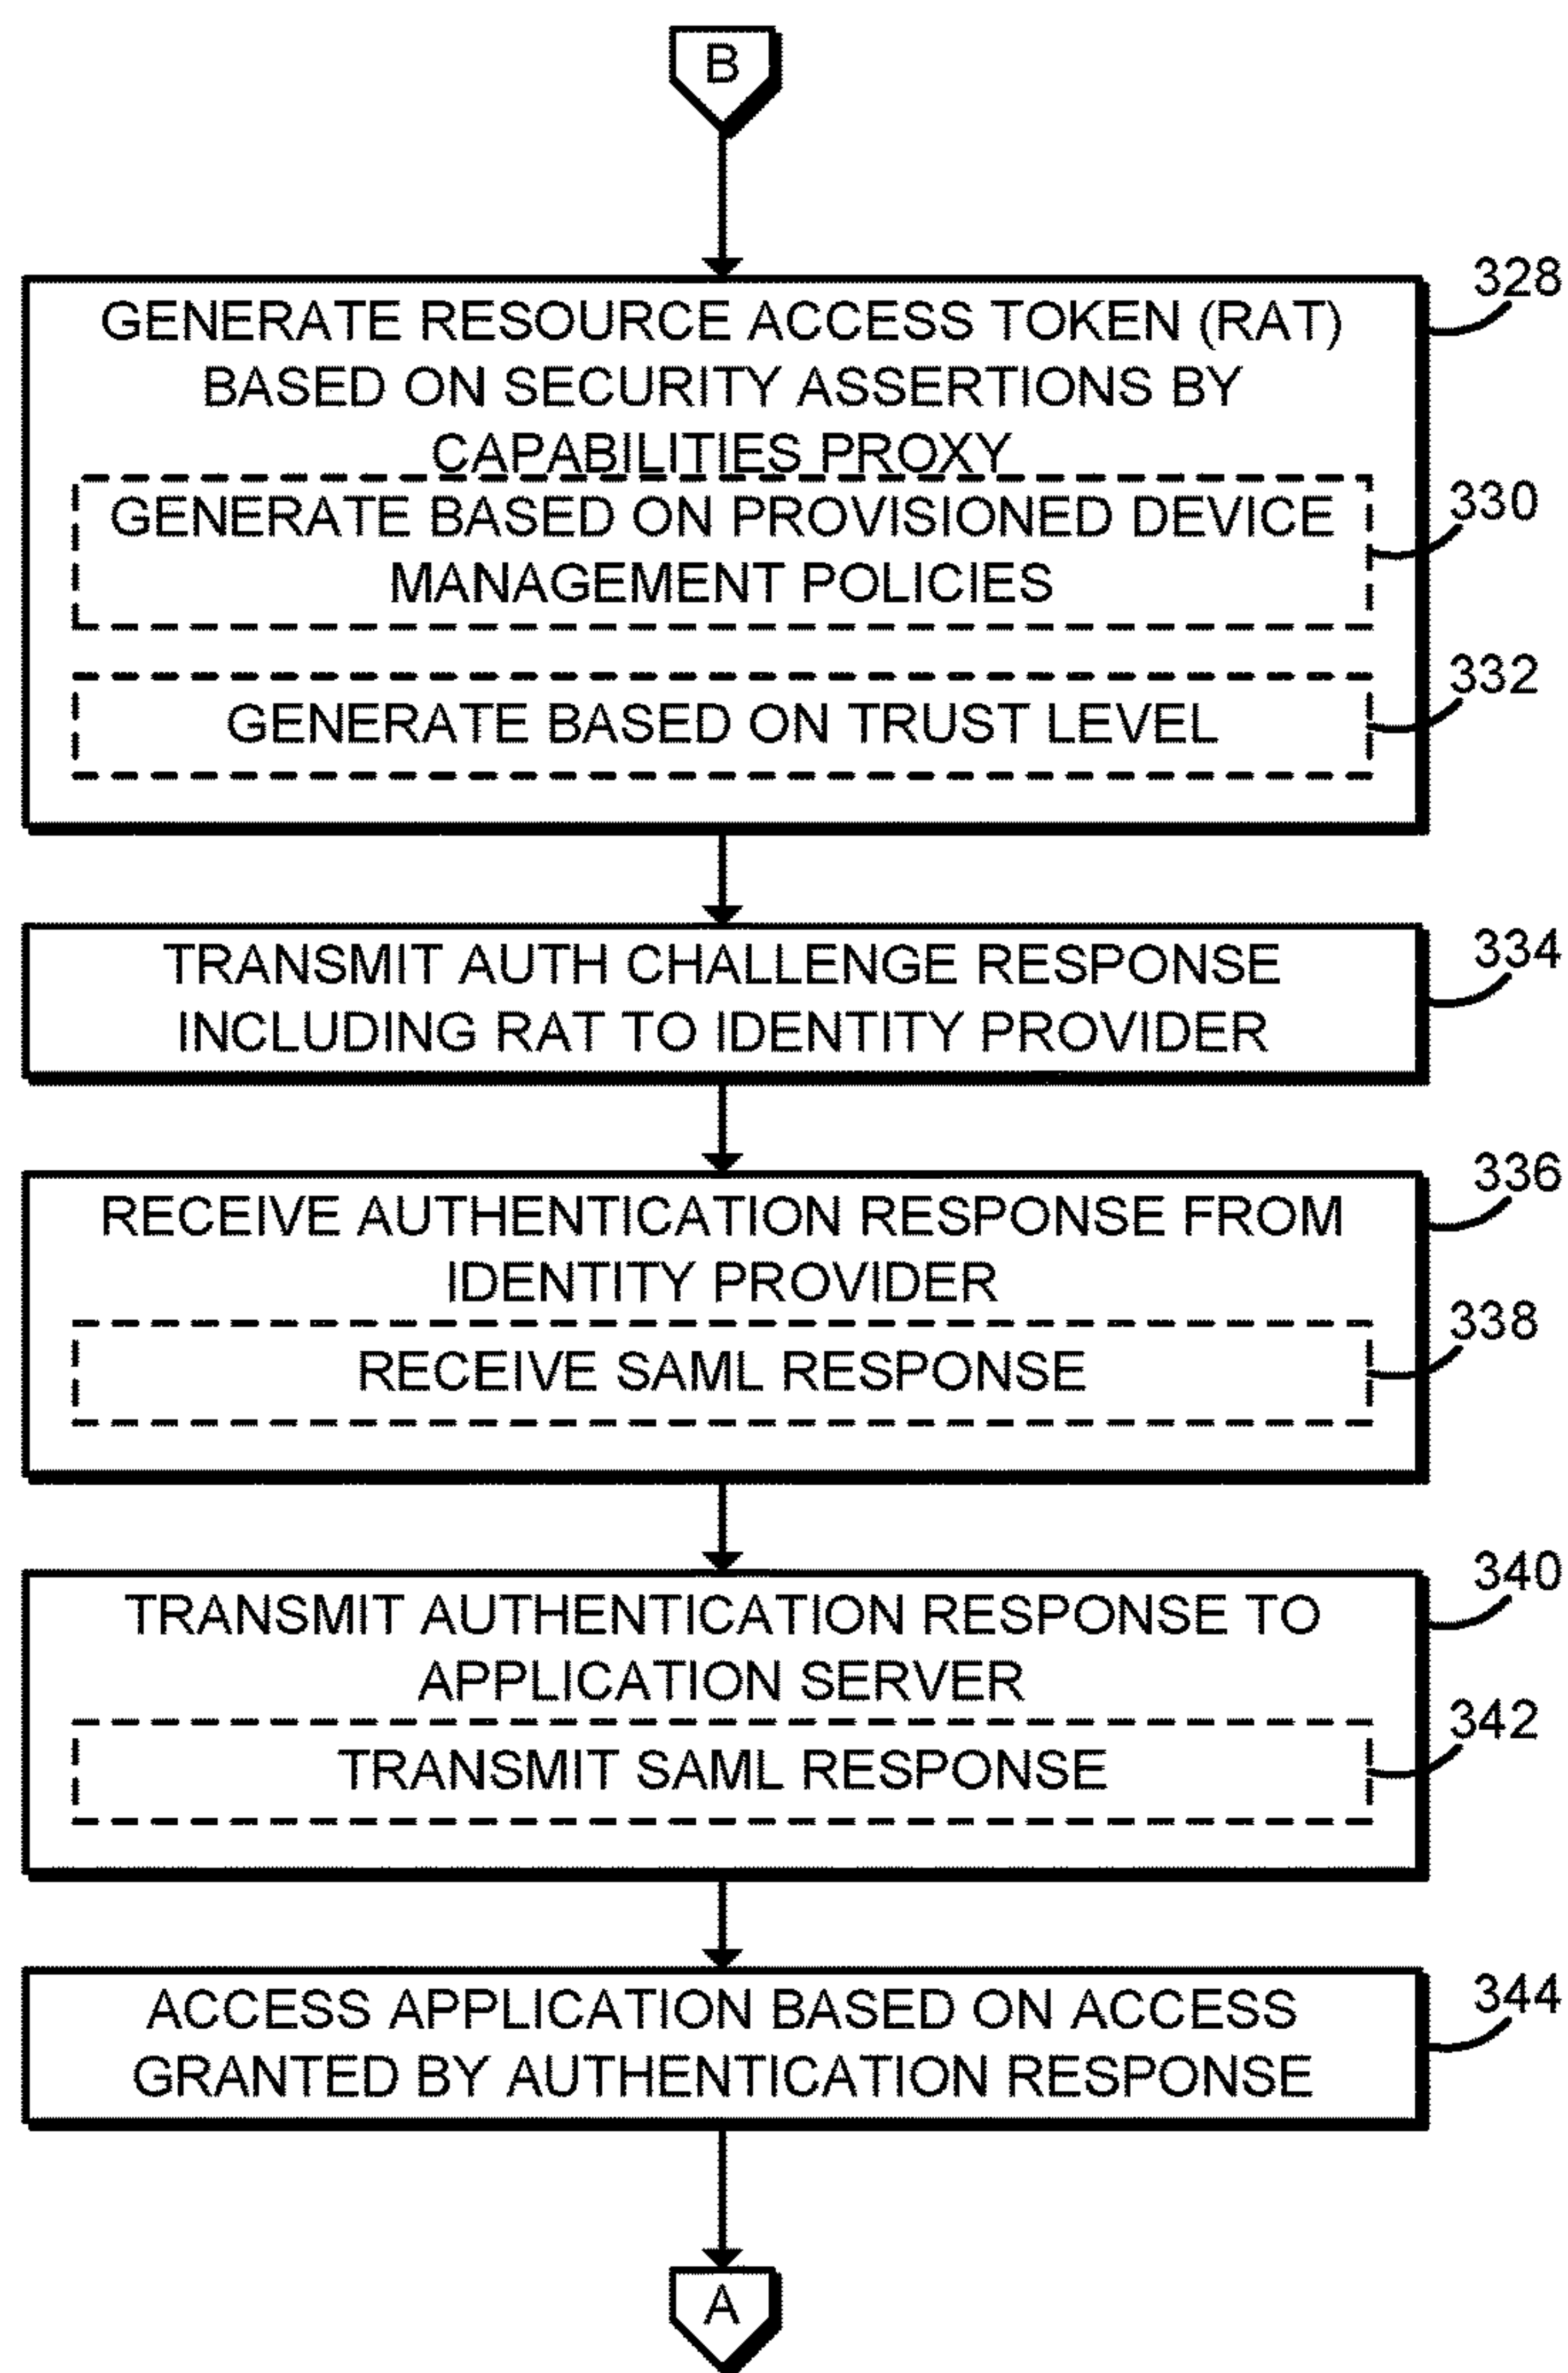 B
328
GENERATE RESOURCE ACCESS TOKEN (RAT)
BASED ON SECURITY ASSERTIONS BY
CAPABILITIES PROXY
330
GENERATE BASED ON PROVISIONED DEVICE
MANAGEMENT POLICIES
332
GENERATE BASED ON TRUST LEVEL
334
TRANSMIT AUTH CHALLENGE RESPONSE
INCLUDING RAT TO IDENTITY PROVIDER
336
RECEIVE AUTHENTICATION RESPONSE FROM
IDENTITY PROVIDER
338
RECEIVE SAML RESPONSE
340
TRANSMIT AUTHENTICATION RESPONSE TO
APPLICATION SERVER
342
TRANSMIT SAML RESPONSE
344
ACCESS APPLICATION BASED ON ACCESS
GRANTED BY AUTHENTICATION RESPONSE
A